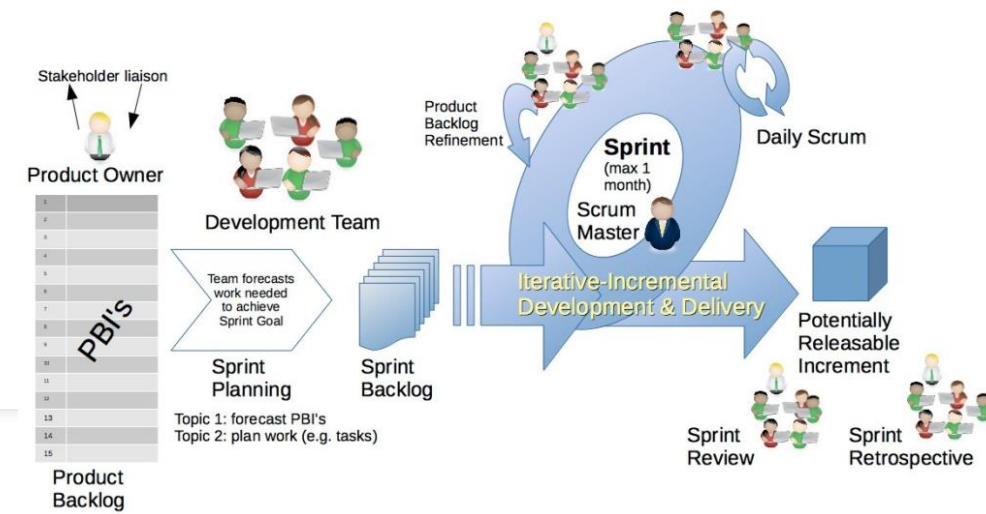 Stakeholder liaison
Product Owner
1
2
3
4
5
6
7
8
9
10
11
12
13
14
15
PBI's
Product
Backlog
Development Team
Team forecasts
work needed
to achieve
Sprint Goal
Sprint
Planning
Topic 1: forecast PBI's
Topic 2: plan work (e.g. tasks)
Sprint
Backlog
Product
Backlog
Refinement
Sprint
(max 1
month)
Scrum
Master
Daily Scrum
Iterative-Incremental
Development & Delivery
Potentially
Releasable
Increment
Sprint
Review
Sprint
Retrospective